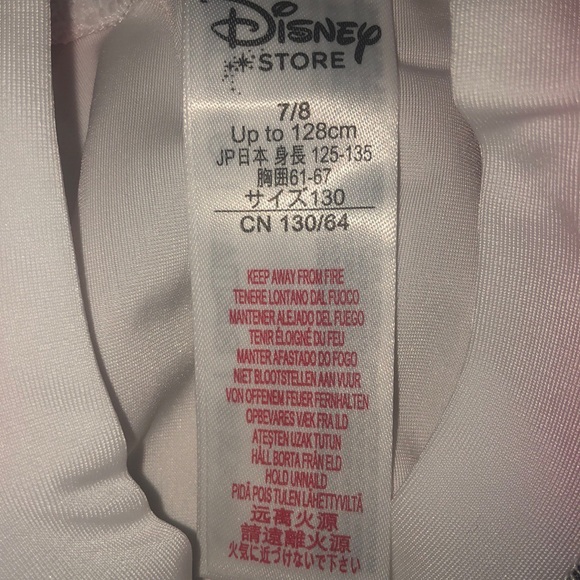 Disney
STORE
7/8
Up to 128cm
JP日本 身長 125-135
胸囲61-67
サイズ130
CN 130/64
KEEP AWAY FROM FIRE
TENERE LONTANO DAL FUOCO
MANTENER ALEJADO DEL FUEGO
TENIR ÉLOIGNÉ DU FEU
MANTER AFASTADO DO FOGO
NIET BLOOTSTELLEN AAN VUUR
VON OFFENEM FEUER FERNHALTEN
OPBEVARES VÆK FRA ILD
ATEŞTEN UZAK TUTUN
HÅLL BORTA FRÅN ELD
HOLD UNNAILD
PIDÄ POIS TULEN LÄHETTYVILTÄ
远离火源
請遠離火源
火気に近づけないで下さい